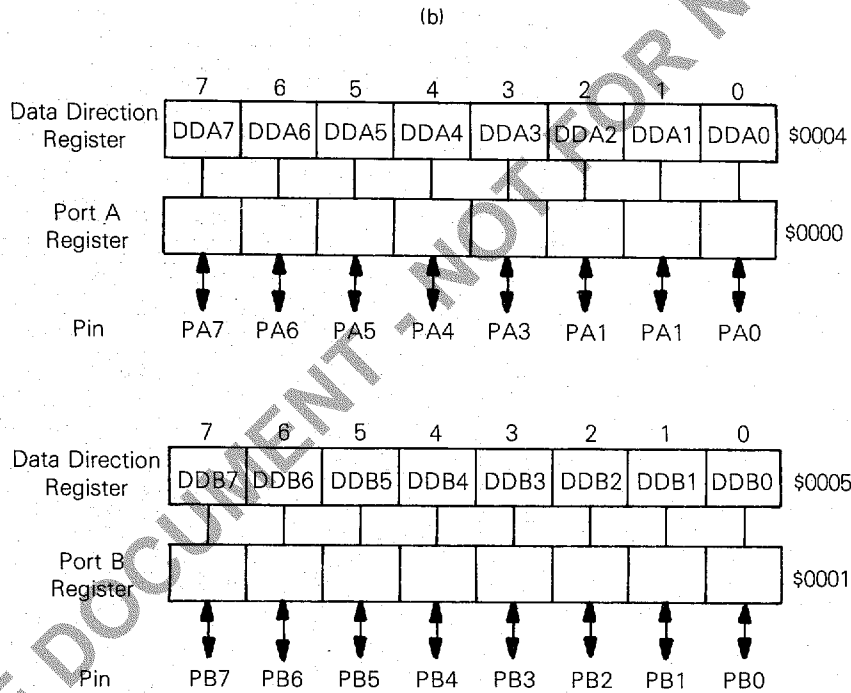 (b)
7 6 5 4 3 2 1 0
Data Direction Register DDA7 DDA6 DDA5 DDA4 DDA3 DDA2 DDA1 DDA0 $0004
Port A Register $0000
Pin PA7 PA6 PA5 PA4 PA3 PA1 PA1 PA0
7 6 5 4 3 2 1 0
Data Direction Register DDB7 DDB6 DDB5 DDB4 DDB3 DDB2 DDB1 DDB0 $0005
Port B Register $0001
Pin PB7 PB6 PB5 PB4 PB3 PB2 PB1 PB0
DOCUMENT - NOT FOR